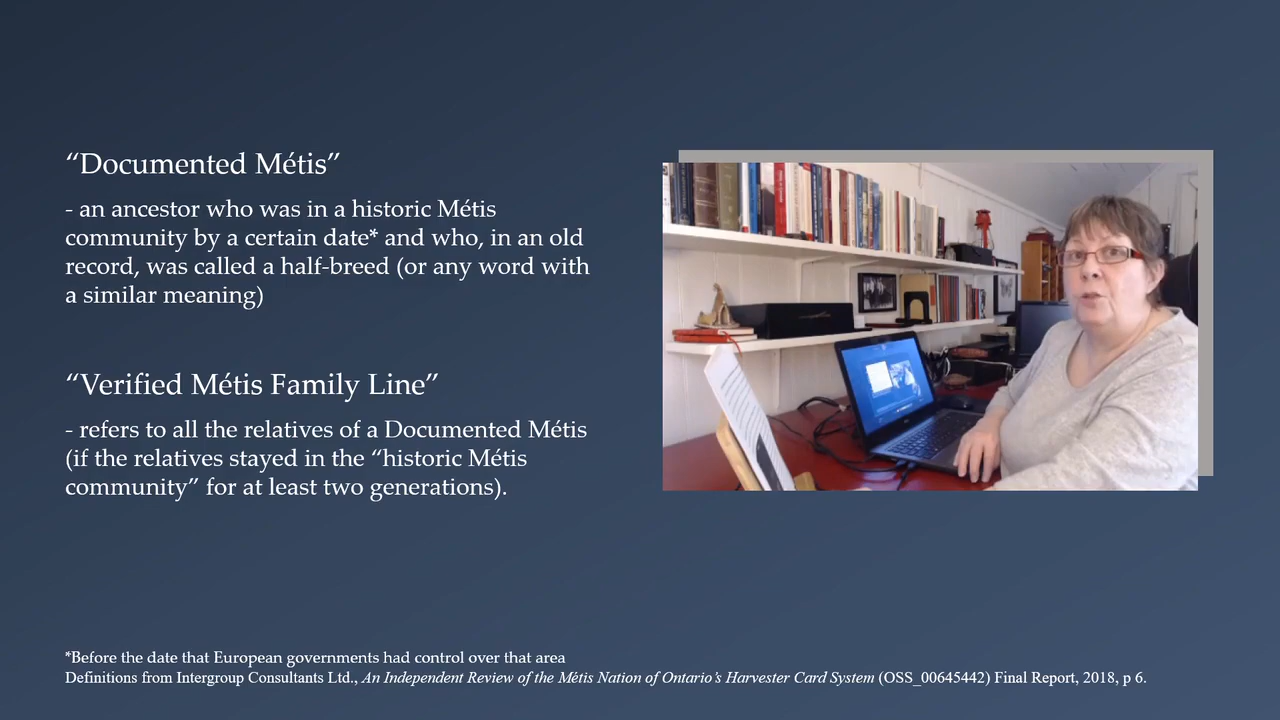 “Documented Métis”
- an ancestor who was in a historic Métis
community by a certain date* and who, in an old
record, was called a half-breed (or any word with
a similar meaning)
“Verified Métis Family Line”
- refers to all the relatives of a Documented Métis
(if the relatives stayed in the “historic Métis
community” for at least two generations).
*Before the date that European governments had control over that area
Definitions from Intergroup Consultants Ltd., An Independent Review of the Métis Nation of Ontario’s Harvester Card System (OSS_00645442) Final Report, 2018, p 6.